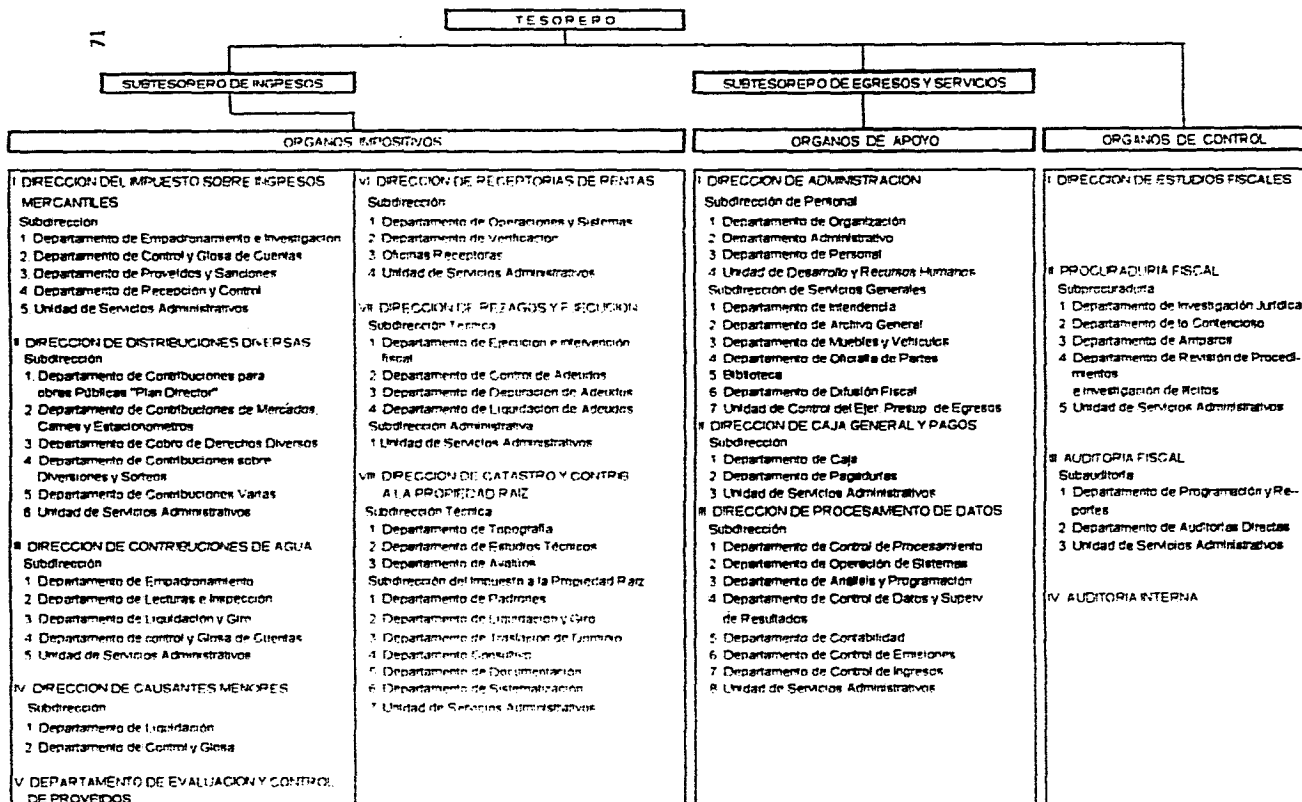 71
TESORERO
SUBTESORERO DE INGRESOS
SUBTESORERO DE EGRESOS Y SERVICIOS
ORGANOS IMPOSITIVOS
ORGANOS DE APOYO
ORGANOS DE CONTROL
I DIRECCION DEL IMPUESTO SOBRE INGRESOS
MERCANTILES
Subdirección
1 Departamento de Empadronamiento e Investigación
2. Departamento de Control y Glosa de Cuentas
3. Departamento de Proveídos y Sanciones
4 Departamento de Recepción y Control
5 Unidad de Servicios Administrativos
II DIRECCION DE DISTRIBUCIONES DIVERSAS
Subdirección
1. Departamento de Contribuciones para
obras Públicas "Plan Director"
2 Departamento de Contribuciones de Mercados,
Carnes y Estacionometros
3 Departamento de Cobro de Derechos Diversos
4 Departamento de Contribuciones sobre
Diversiones y Sorteos
5 Departamento de Contribuciones Varias
6 Unidad de Servicios Administrativos
III DIRECCION DE CONTRIBUCIONES DE AGUA
Subdirección
1 Departamento de Empadronamiento
2 Departamento de Lecturas e Inspección
3 Departamento de Liquidación y Giro
4 Departamento de control y Glosa de Cuentas
5 Unidad de Servicios Administrativos
IV DIRECCION DE CAUSANTES MENORES
Subdirección
1 Departamento de Liquidación
2 Departamento de Control y Glosa
V DEPARTAMENTO DE EVALUACION Y CONTROL
DE PROVEIDOS
VI DIRECCION DE RECEPTORIAS DE RENTAS
Subdirección
1 Departamento de Operaciones y Sistemas
2 Departamento de Verificación
3 Oficinas Receptoras
4 Unidad de Servicios Administrativos
VII DIRECCION DE REZAGOS Y EJECUCION
Subdirección Técnica
1 Departamento de Ejecución e intervención
fiscal
2 Departamento de Control de Adeudos
3 Departamento de Depuración de Adeudos
4 Departamento de Liquidación de Adeudos
Subdirección Administrativa
1 Unidad de Servicios Administrativos
VIII DIRECCION DE CATASTRO Y CONTRIB
A LA PROPIEDAD RAIZ
Subdirección Técnica
1 Departamento de Topografía
2 Departamento de Estudios Técnicos
3 Departamento de Avalúos
Subdirección del Impuesto a la Propiedad Raíz
1 Departamento de Padrones
2 Departamento de Liquidación y Giro
3 Departamento de Traslación de Dominio
4 Departamento Consultivo
5 Departamento de Documentación
6 Departamento de Sistematización
7 Unidad de Servicios Administrativos
I DIRECCION DE ADMINISTRACION
Subdirección de Personal
1 Departamento de Organización
2 Departamento Administrativo
3 Departamento de Personal
4 Unidad de Desarrollo y Recursos Humanos
Subdirección de Servicios Generales
1 Departamento de Intendencia
2 Departamento de Archivo General
3 Departamento de Muebles y Vehículos
4 Departamento de Oficialía de Partes
5 Biblioteca
6 Departamento de Difusión Fiscal
7 Unidad de Control del Ejer. Presup. de Egresos
II DIRECCION DE CAJA GENERAL Y PAGOS
Subdirección
1 Departamento de Caja
2 Departamento de Pagadurías
3 Unidad de Servicios Administrativos
III DIRECCION DE PROCESAMIENTO DE DATOS
Subdirección
1 Departamento de Control de Procesamiento
2 Departamento de Operación de Sistemas
3 Departamento de Análisis y Programación
4 Departamento de Control de Datos y Superv
de Resultados
5 Departamento de Contabilidad
6 Departamento de Control de Emisiones
7 Departamento de Control de Ingresos
8 Unidad de Servicios Administrativos
I DIRECCION DE ESTUDIOS FISCALES
II PROCURADURIA FISCAL
Subprocuraduría
1 Departamento de Investigación Jurídica
2 Departamento de lo Contencioso
3 Departamento de Amparos
4 Departamento de Revisión de Procedi-
mientos
e investigación de ilícitos
5 Unidad de Servicios Administrativos
III AUDITORIA FISCAL
Subauditoría
1 Departamento de Programación y Re-
portes
2 Departamento de Auditorías Directas
3 Unidad de Servicios Administrativos
IV AUDITORIA INTERNA